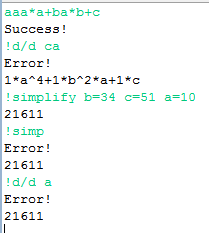 aaa*a+ba*b+c
Success!
!d/d ca
Error!
1*a^4+1*b^2*a+1*c
!simplify b=34 c=51 a=10
21611
!simp
Error!
21611
!d/d a
Error!
21611